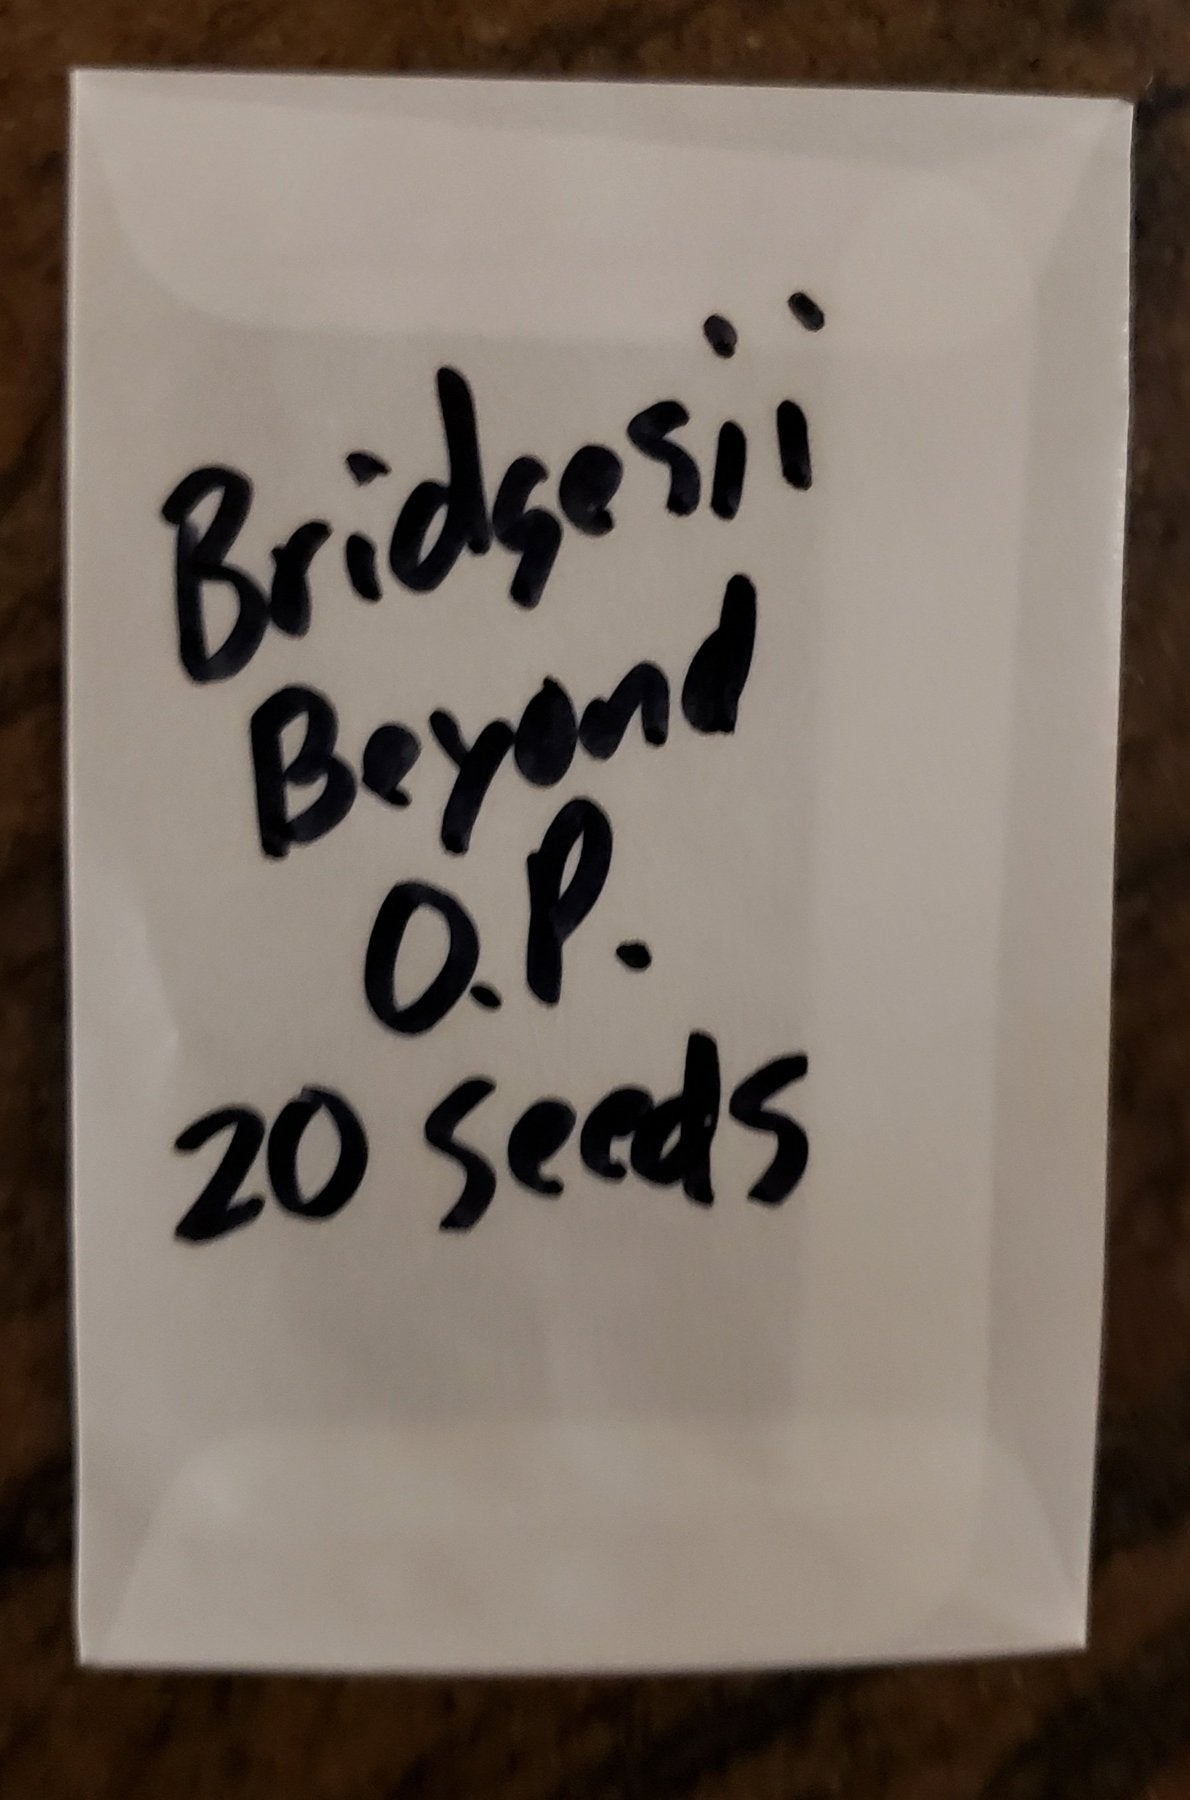 Bridgesii
Beyond
O.P.
20 seeds